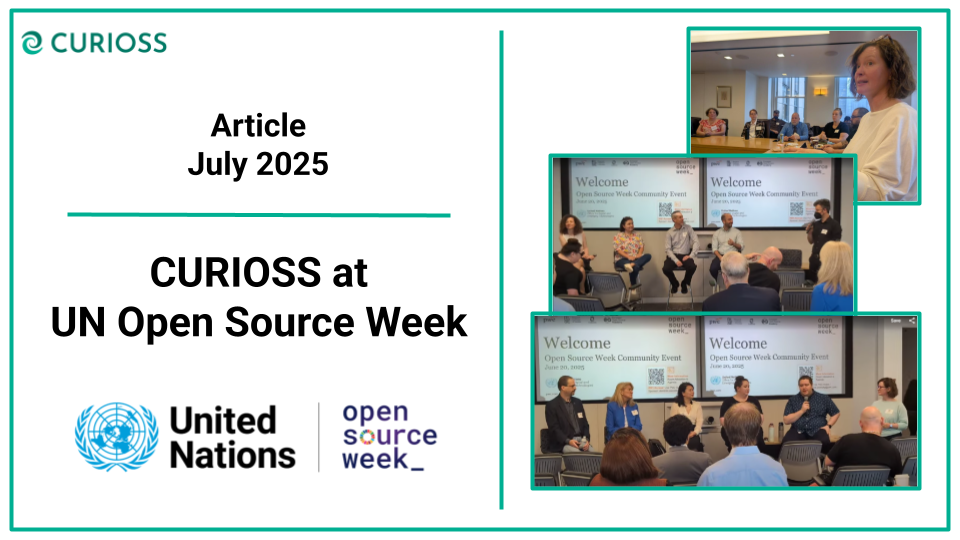 CURIOSS
Article
July 2025
CURIOSS at
UN Open Source Week
United
Nations
open
source
week_
open
source
week_
Welcome
Open Source Week Community Event
June 20, 2025
Welcome
Open Source Week Community Event
open
source
week_
Save
Welcome
Open Source Week Community Event
June 20, 2025
Welcome
Open Source Week Community Event
June 20, 2025